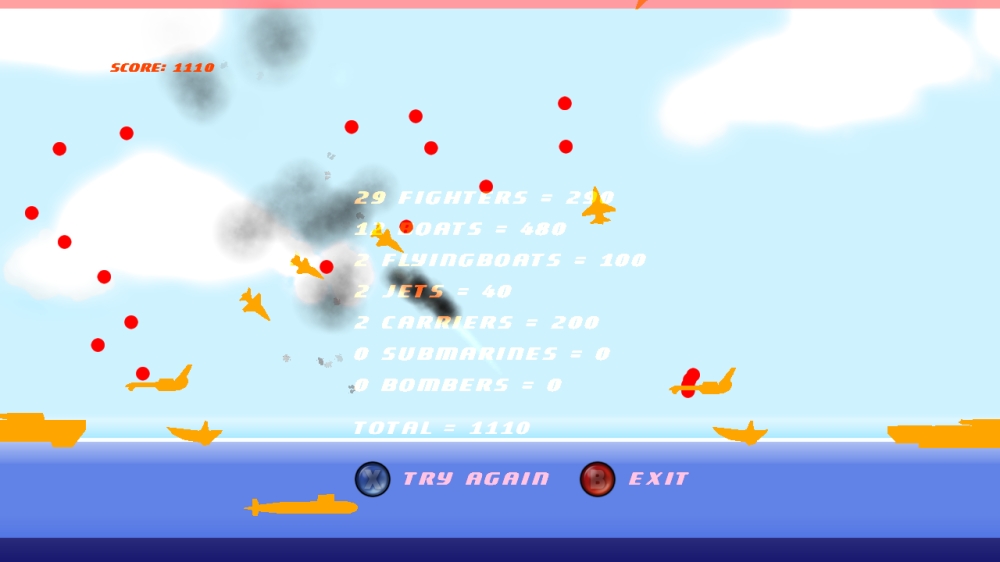 SCORE: 1110
29 FIGHTERS = 290
12 BOATS = 480
2 FLYINGBOATS = 100
2 JETS = 40
2 CARRIERS = 200
0 SUBMARINES = 0
0 BOMBERS = 0
TOTAL = 1110
X TRY AGAIN B EXIT